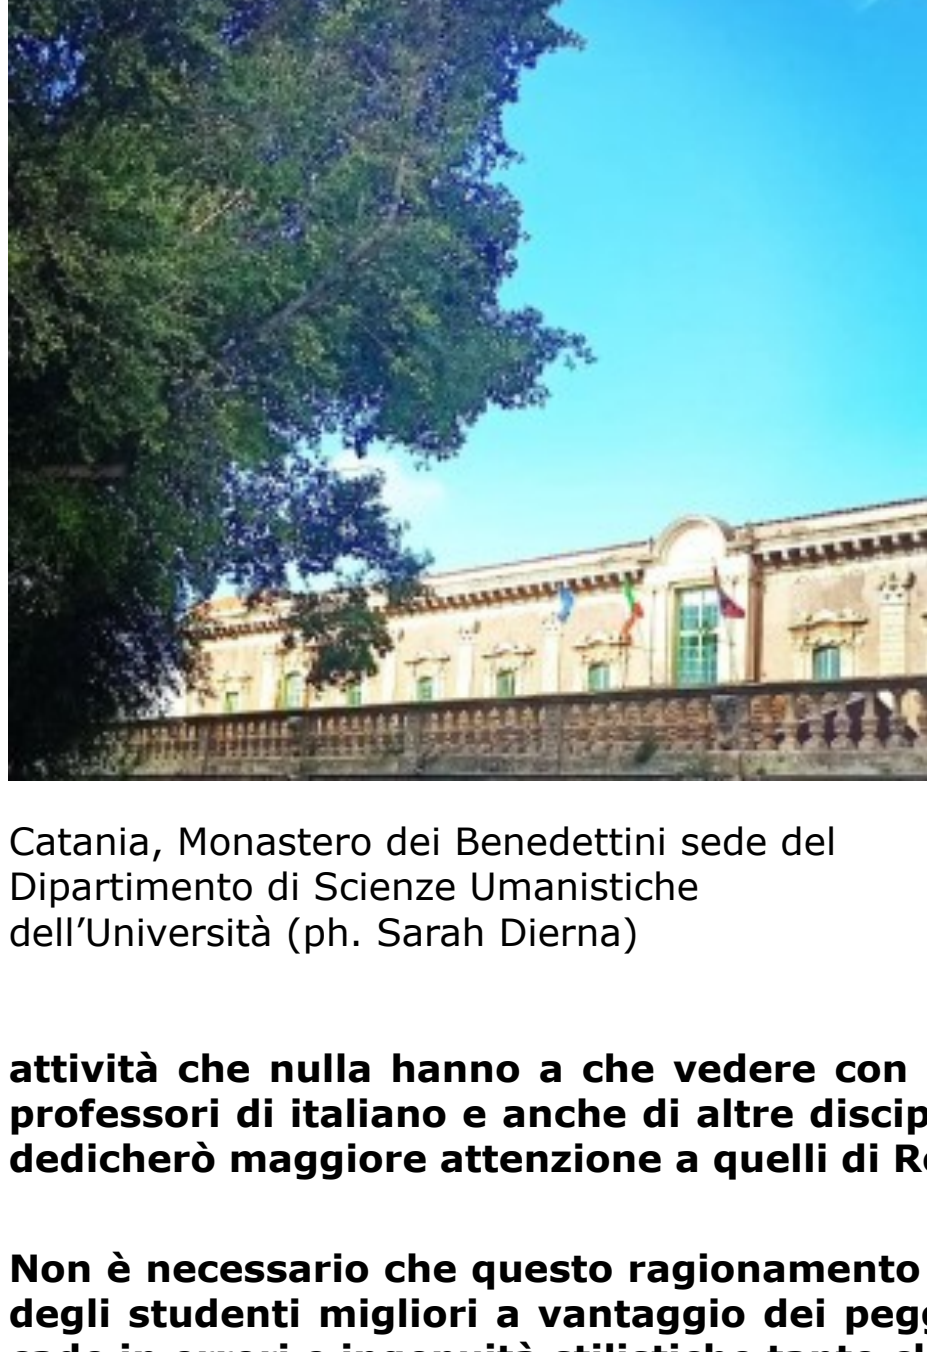 Catania, Monastero dei Benedettini sede del
Dipartimento di Scienze Umanistiche
dell'Università (ph. Sarah Dierna)
attività che nulla hanno a che vedere con
professori di italiano e anche di altre discip
dedicherò maggiore attenzione a quelli di R
Non è necessario che questo ragionamento
degli studenti migliori a vantaggio dei peg